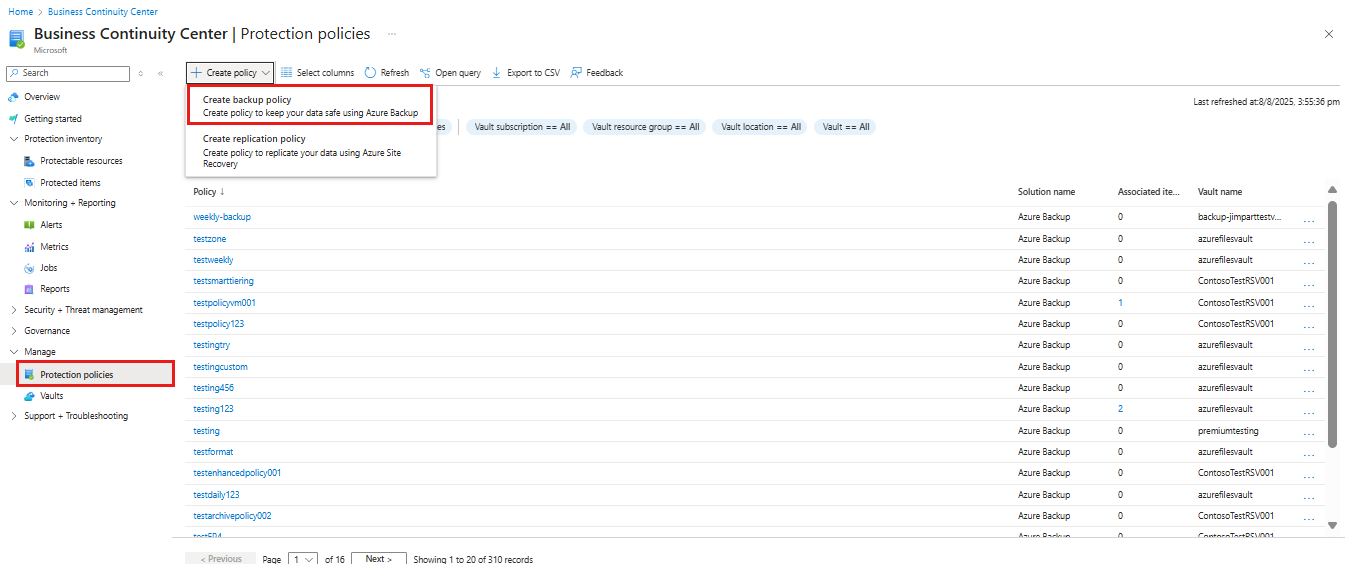 Home > Business Continuity Center
Business Continuity Center | Protection policies ...
Microsoft
Search
Overview
Getting started
Protection inventory
Protectable resources
Protected items
Monitoring + Reporting
Alerts
Metrics
Jobs
Reports
Security + Threat management
Governance
Manage
Protection policies
Vaults
Support + Troubleshooting
Create policy Select columns Refresh Open query Export to CSV Feedback
Create backup policy
Create policy to keep your data safe using Azure Backup
Create replication policy
Create policy to replicate your data using Azure Site
Recovery
Last refreshed at:8/8/2025, 3:55:36 pm
Vault subscription == All Vault resource group == All Vault location == All Vault == All
Policy ↓ Solution name Associated ite... Vault name
weekly-backup Azure Backup 0 backup-jimparttestv... ...
testzone Azure Backup 0 azurefilesvault ...
testweekly Azure Backup 0 azurefilesvault ...
testsmarttiering Azure Backup 0 ContosoTestRSV001 ...
testpolicyvm001 Azure Backup 1 ContosoTestRSV001 ...
testpolicy123 Azure Backup 0 ContosoTestRSV001 ...
testingtry Azure Backup 0 azurefilesvault ...
testingcustom Azure Backup 0 azurefilesvault ...
testing456 Azure Backup 0 azurefilesvault ...
testing123 Azure Backup 2 azurefilesvault ...
testing Azure Backup 0 premiumtesting ...
testformat Azure Backup 0 azurefilesvault ...
testenhancedpolicy001 Azure Backup 0 ContosoTestRSV001 ...
testdaily123 Azure Backup 0 azurefilesvault ...
testarchivepolicy002 Azure Backup 0 ContosoTestRSV001 ...
Azure Backup 0 azurefilesvault
< Previous Page 1 of 16 Next > Showing 1 to 20 of 310 records